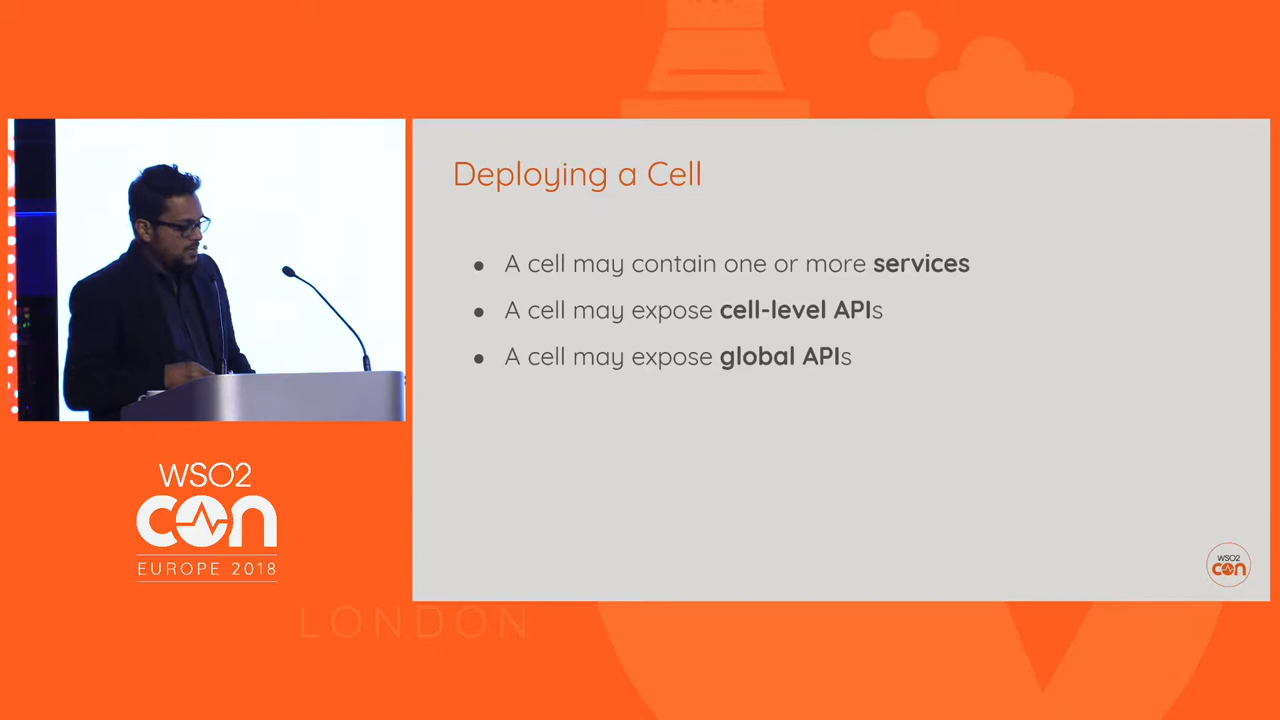 Deploying a Cell
● A cell may contain one or more services
● A cell may expose cell-level APIs
● A cell may expose global APIs
WSO2
con
EUROPE 2018
LONDON
WSO2
con